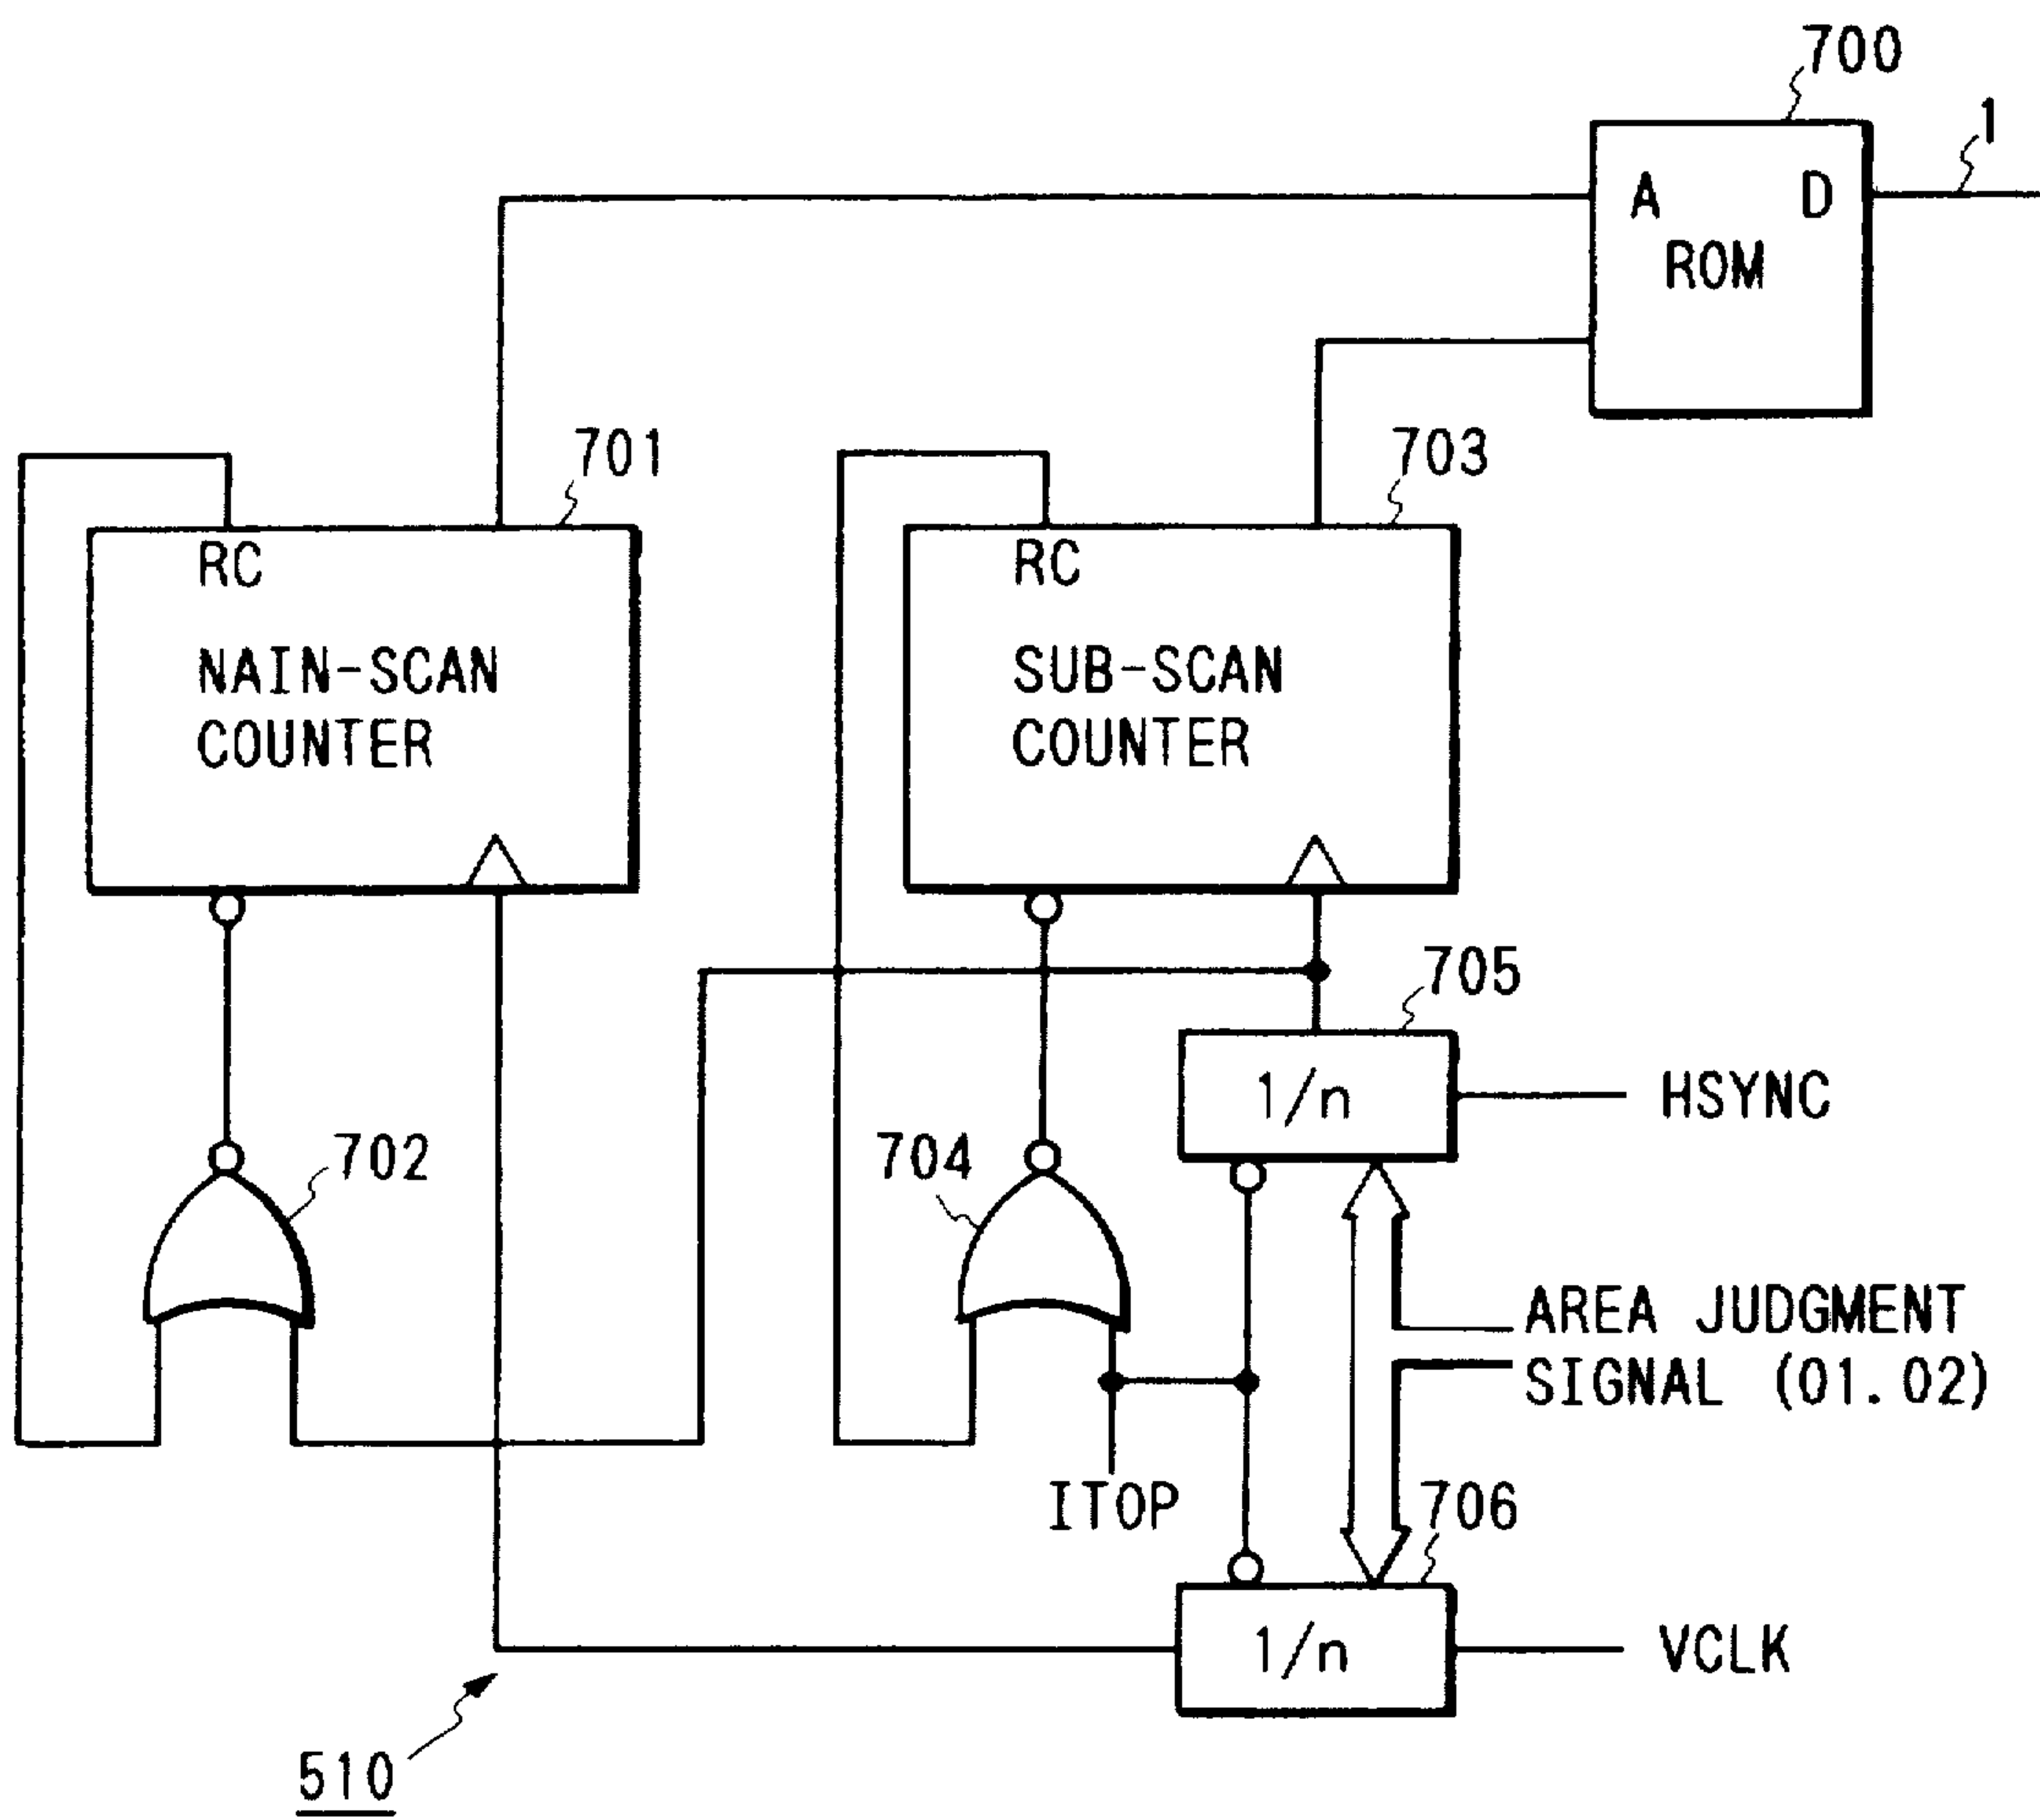 700
1
A D
ROM
701
703
RC
NAIN-SCAN
COUNTER
RC
SUB-SCAN
COUNTER
705
1/n
HSYNC
702
704
AREA JUDGMENT
SIGNAL (01.02)
ITOP
706
1/n
VCLK
510